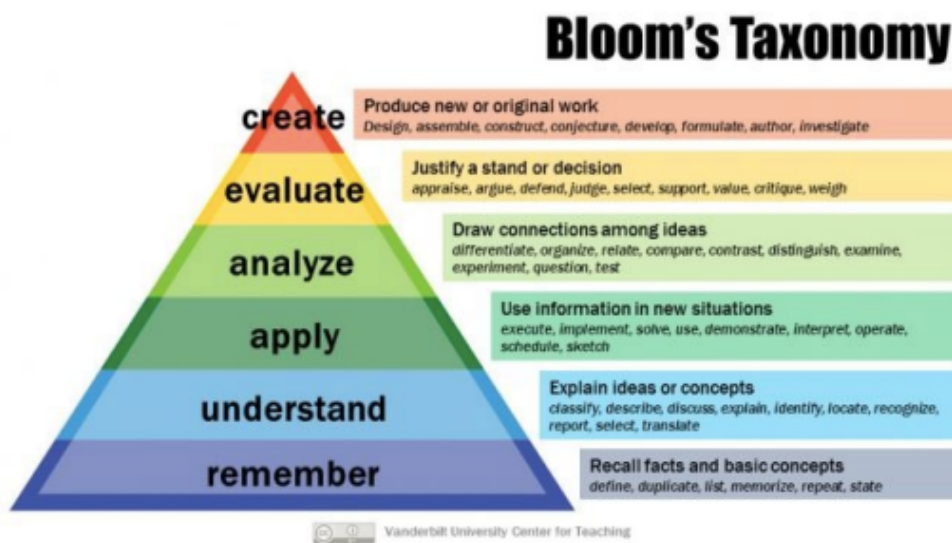 Bloom's Taxonomy
create
Produce new or original work
Design, assemble, construct, conjecture, develop, formulate, author, investigate
evaluate
Justify a stand or decision
appraise, argue, defend, judge, select, support, value, critique, weigh
analyze
Draw connections among ideas
differentiate, organize, relate, compare, contrast, distinguish, examine,
experiment, question, test
apply
Use information in new situations
execute, implement, solve, use, demonstrate, interpret, operate,
schedule, sketch
understand
Explain ideas or concepts
classify, describe, discuss, explain, identify, locate, recognize,
report, select, translate
remember
Recall facts and basic concepts
define, duplicate, list, memorize, repeat, state
Vanderbilt University Center for Teaching